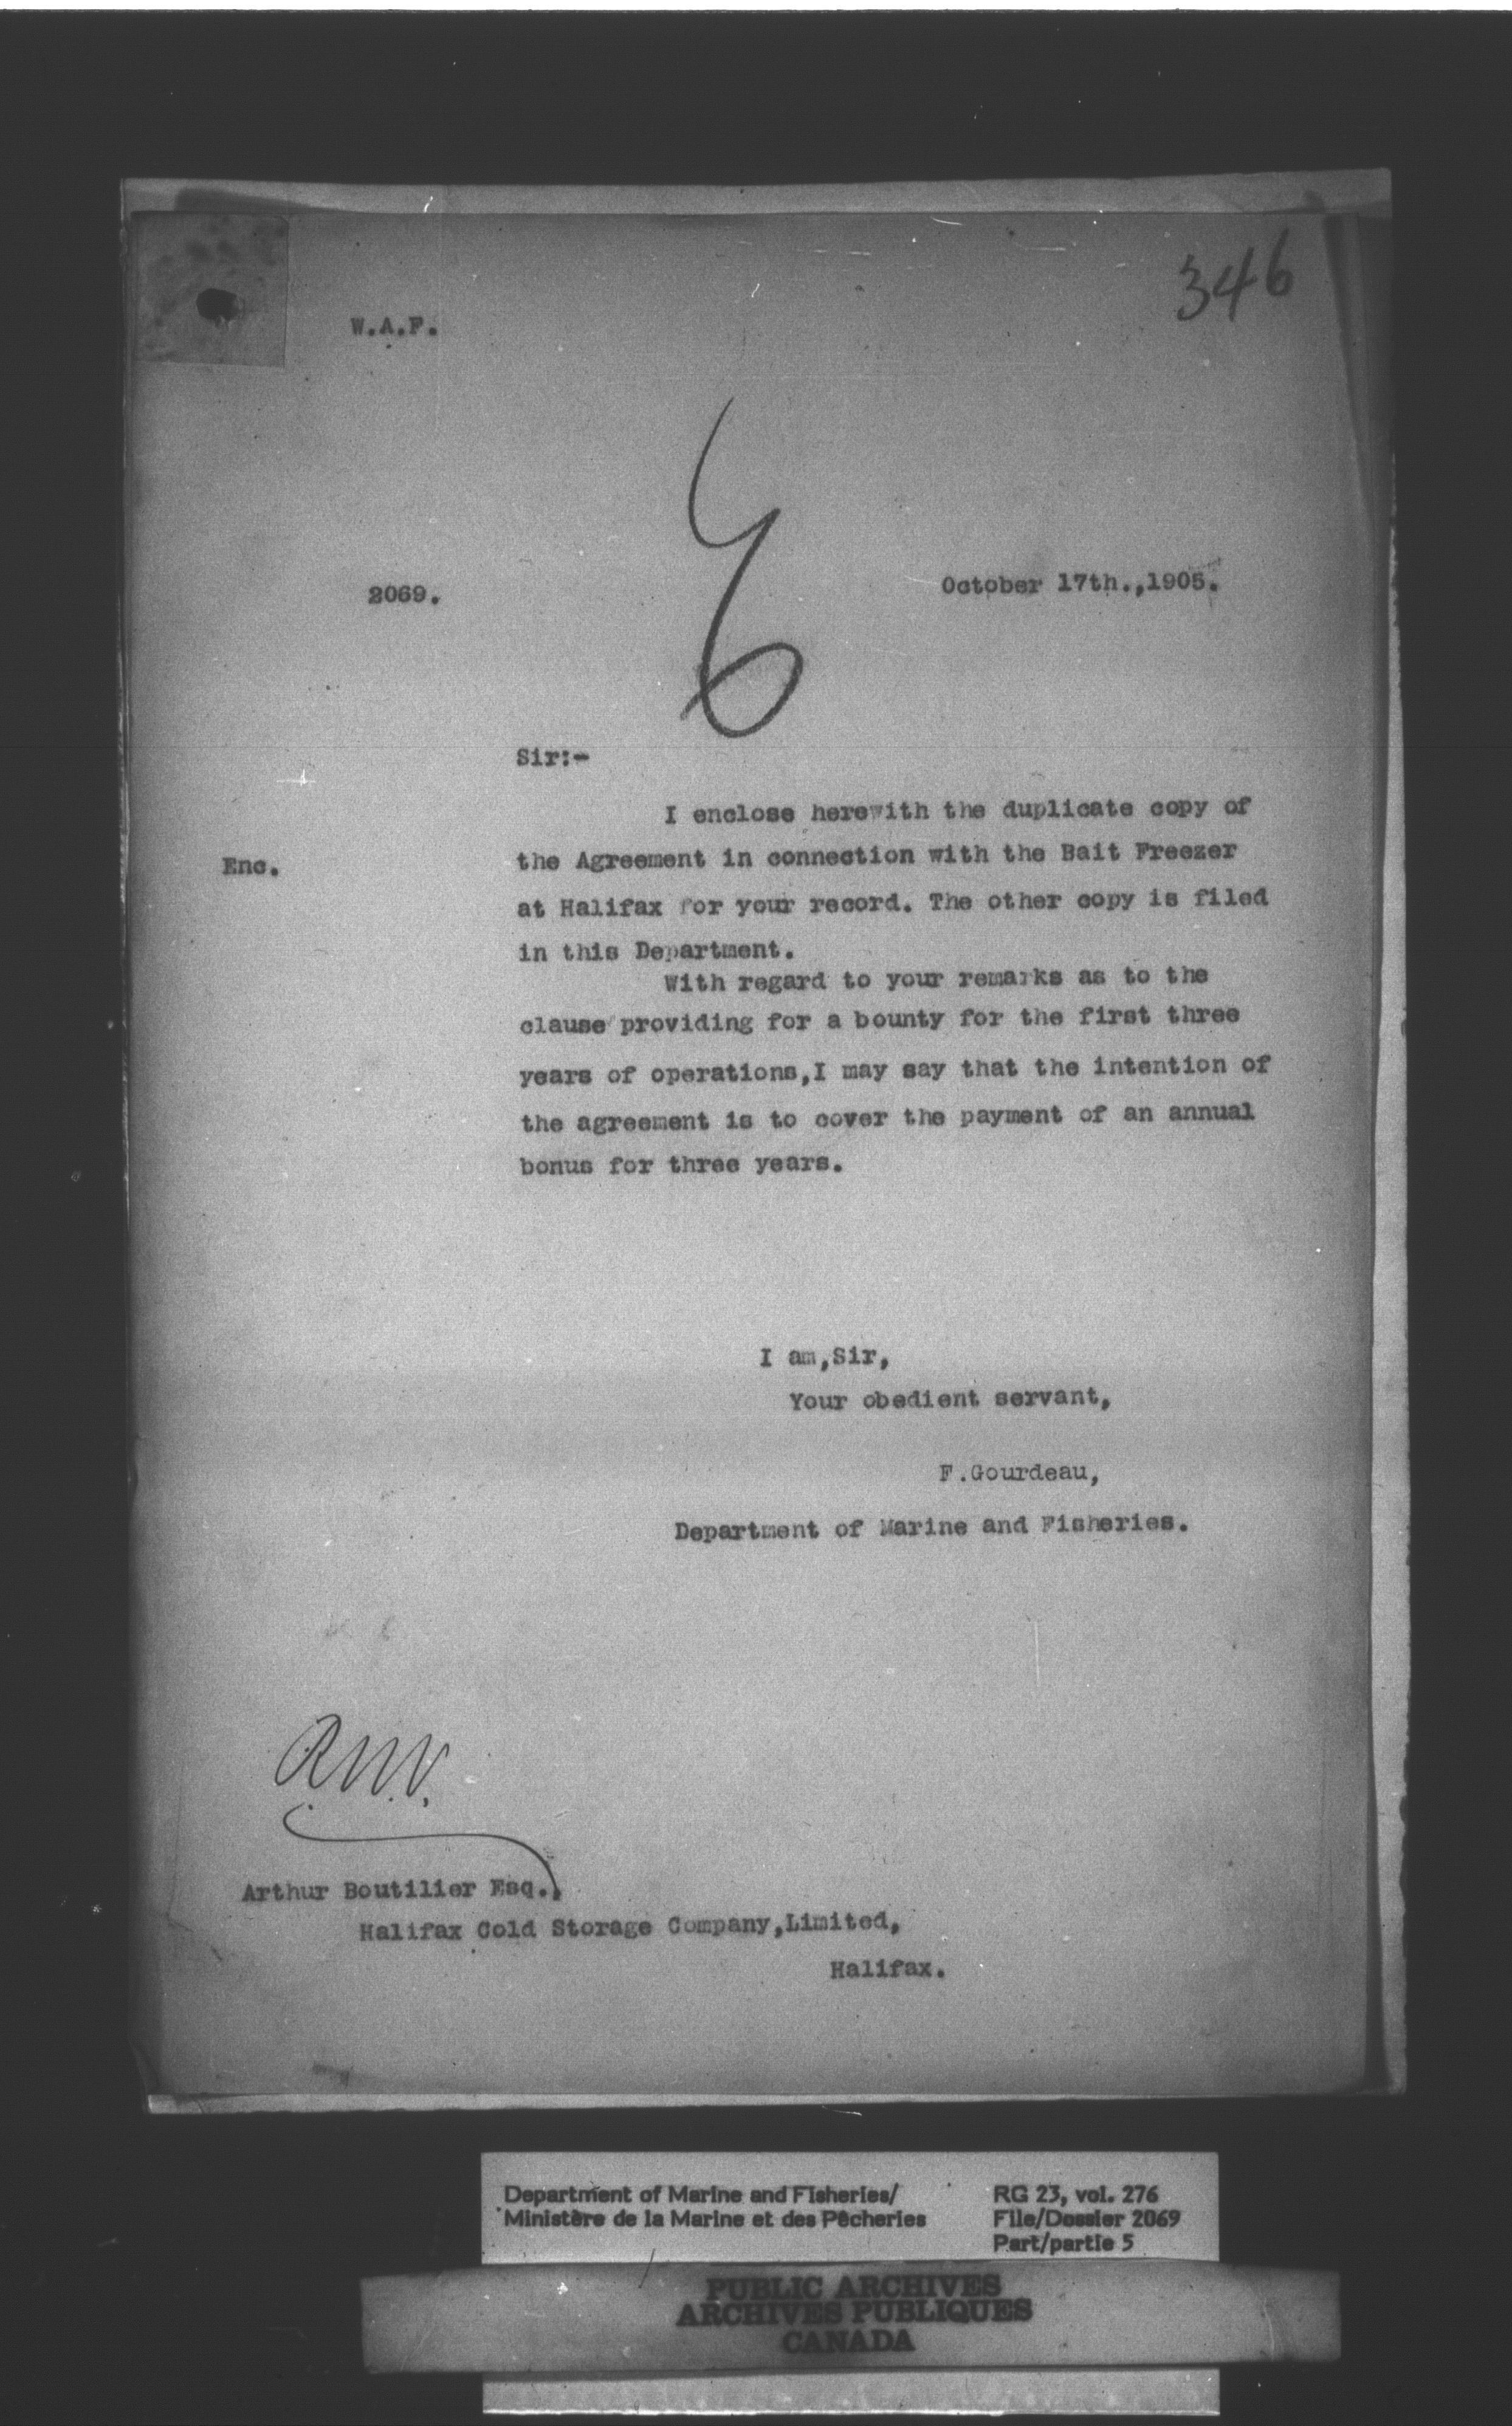 346
W.A.F.
2069.
October 17th.,1905.
Sir:-
I enclose herewith the duplicate copy of
Enc.
the Agreement in connection with the Bait Freezer
at Halifax for your record. The other copy is filed
in this Department.
With regard to your remarks as to the
clause providing for a bounty for the first three
years of operations,I may say that the intention of
the agreement is to cover the payment of an annual
bonus for three years.
I am,Sir,
Your obedient servant,
F.Gourdeau,
Department of Marine and Fisheries.
Arthur Boutilier Esq.,
Halifax Cold Storage Company,Limited,
Halifax.
Department of Marine and Fisheries/
Ministère de la Marine et des Pêcheries
RG 23, vol. 276
File/Dossier 2069
Part/partie 5
PUBLIC ARCHIVES
ARCHIVES PUBLIQUES
CANADA